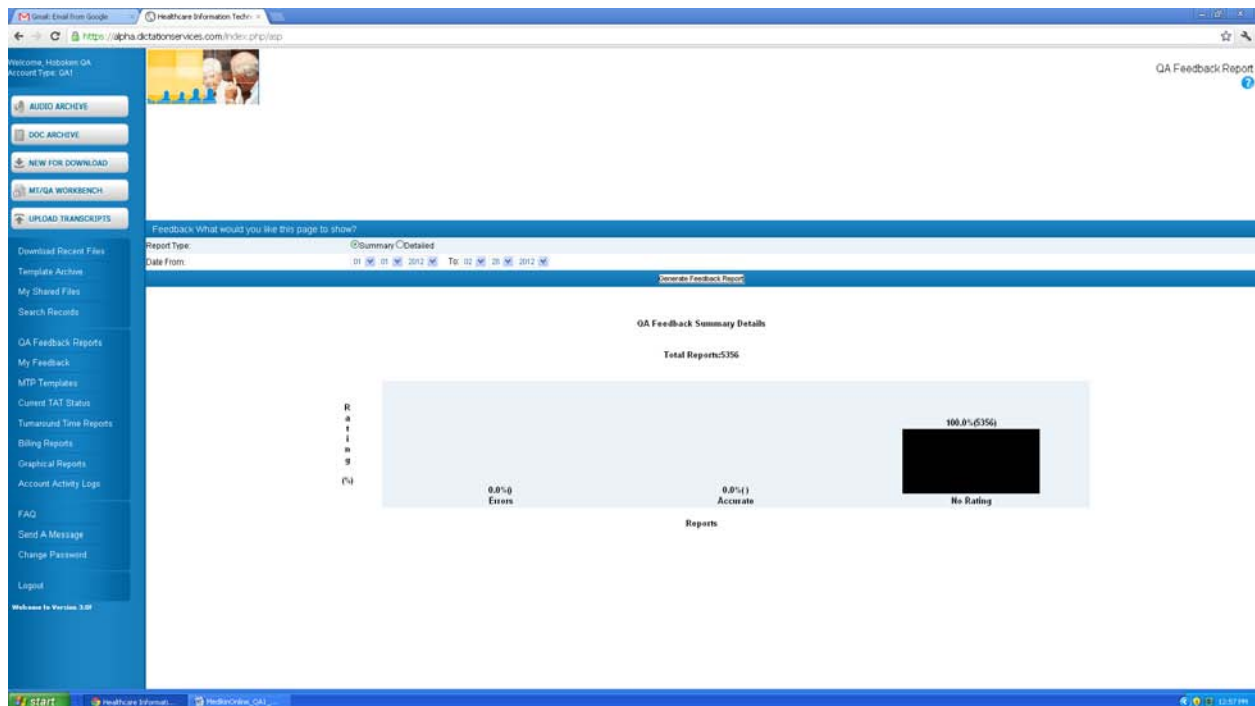 Gmail: Email from Google
Healthcare Information Techn
https://alpha.dictationservices.com/index.php/asp
Welcome, Hoboken QA
Account Type: QA1
QA Feedback Report
AUDIO ARCHIVE
DOC ARCHIVE
NEW FOR DOWNLOAD
MT/QA WORKBENCH
UPLOAD TRANSCRIPTS
Download Recent Files
Template Archive
My Shared Files
Search Records
QA Feedback Reports
My Feedback
MTP Templates
Current TAT Status
Turnaround Time Reports
Billing Reports
Graphical Reports
Account Activity Logs
FAQ
Send A Message
Change Password
Logout
Welcome to Version 3.0!
Feedback What would you like this page to show?
Report Type: Summary Detailed
Date From: 01 01 2012 To: 02 28 2012
Generate Feedback Report
QA Feedback Summary Details
Total Reports:5356
Rating (%)
0.0%() 0.0%() 100.0%(5356)
Errors Accurate No Rating
Reports
start Healthcare Informati... MedkinOnline_QA1_... 12:57 PM